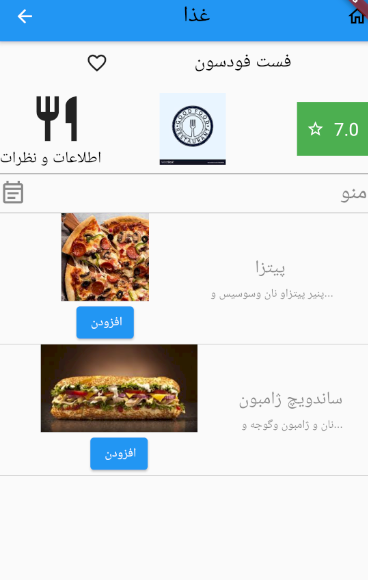 غذا
فست فودسون
7.0
اطلاعات و نظرات
منو
پیتزا
پنیر پیتزاو نان وسوسیس و...
افزودن
ساندویچ ژامبون
نان و ژامبون وگوجه و...
افزودن